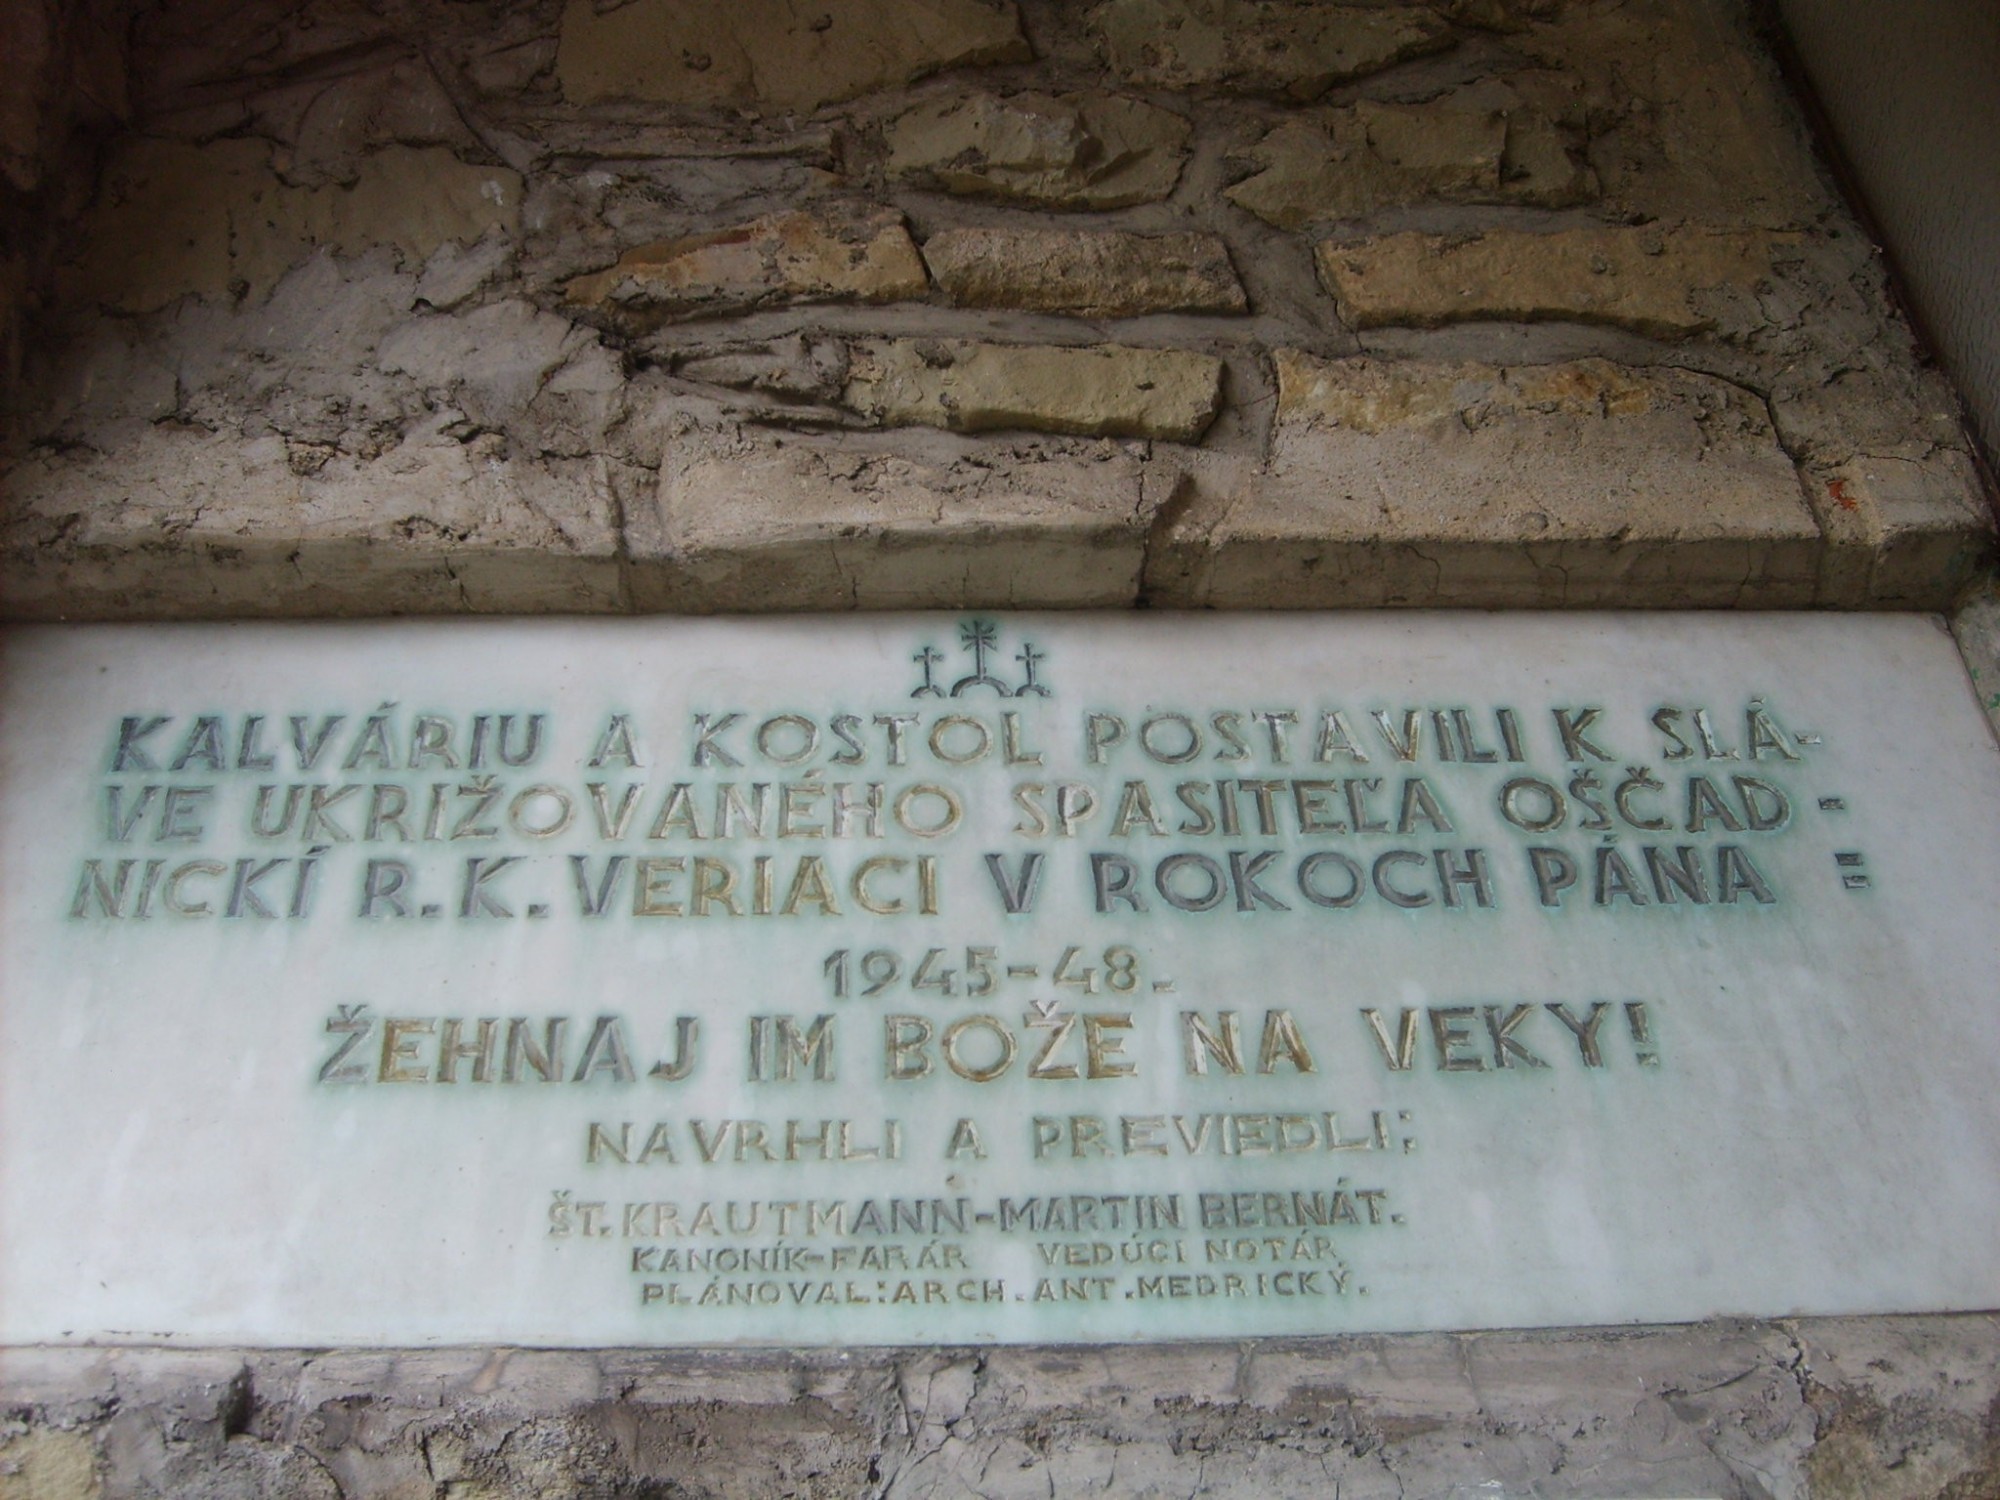 KALVÁRIU A KOSTOL POSTAVILI K SLÁ-
VE UKRIŽOVANÉHO SPASITEĽA OŠČAD-
NICKÍ R.K. VERIACI V ROKOCH PÁNA =
1945-48.
ŽEHNAJ IM BOŽE NA VEKY!
NAVRHLI A PREVIEDLI:
ŠT. KRAUTMANN-MARTIN BERNÁT.
KANONÍK-FARÁR VEDÚCI NOTÁR
PLÁNOVAL: ARCH. ANT. MEDRICKÝ.